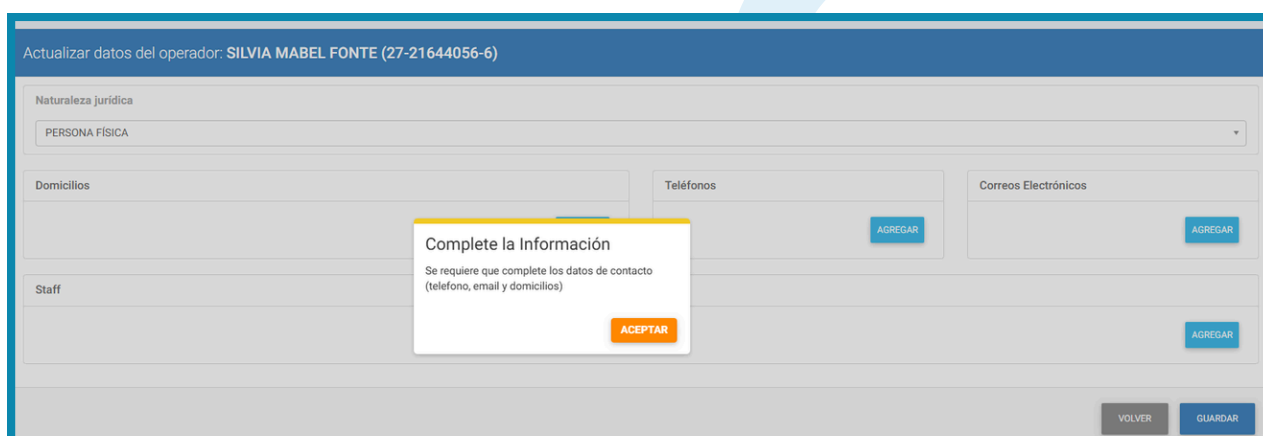 Actualizar datos del operador: SILVIA MABEL FONTE (27-21644056-6)
Naturaleza jurídica
PERSONA FÍSICA
Domicilios
Teléfonos
Correos Electrónicos
AGREGAR
AGREGAR
Complete la Información
Se requiere que complete los datos de contacto
(telefono, email y domicilios)
ACEPTAR
Staff
AGREGAR
VOLVER
GUARDAR